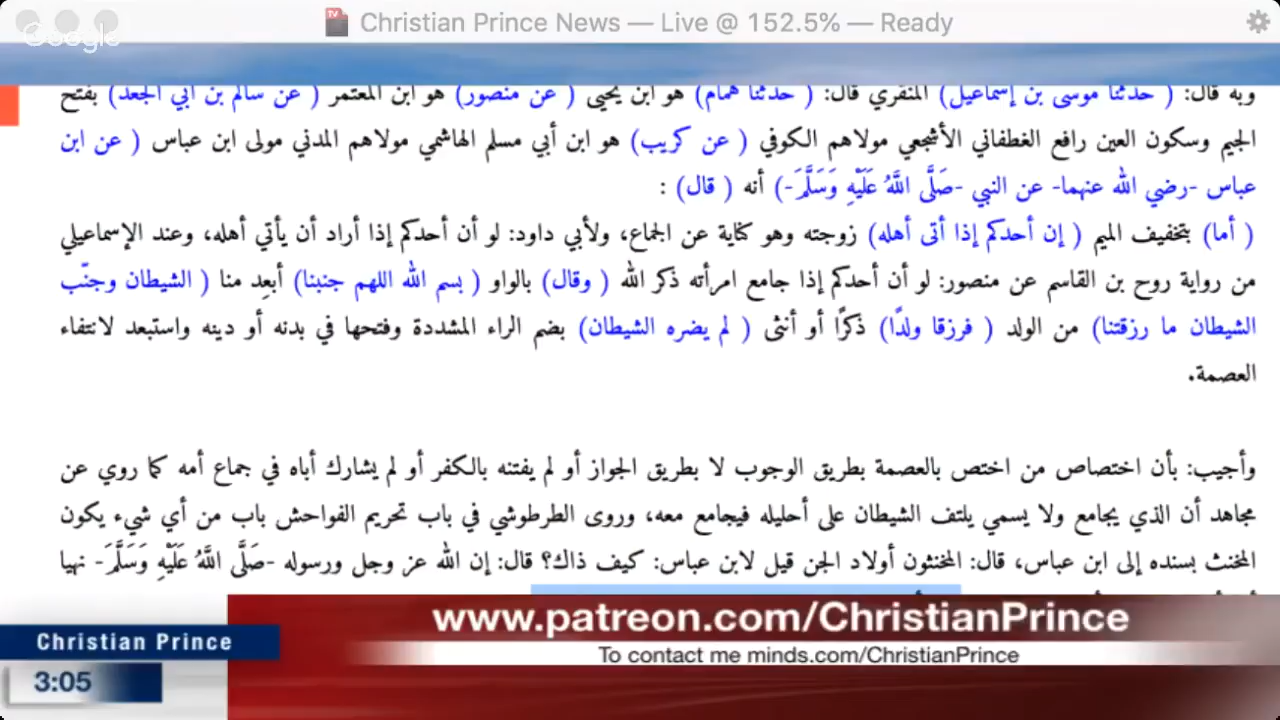 Google
Christian Prince News — Live @ 152.5% — Ready
وبه قال: ( حدثنا موسى بن إسماعيل) المنقري قال: ( حدثنا همام) هو ابن يحيى ( عن منصور) هو ابن المعتمر ( عن سالم بن أبي الجعد) بفتح
الجيم وسكون العين رافع الغطفاني الأشجعي مولاهم الكوفي ( عن كريب) هو ابن أبي مسلم الهاشمي مولاهم المدني مولى ابن عباس ( عن ابن
عباس -رضي الله عنهما- عن النبي -صَلَّى اللَّهُ عَلَيْهِ وَسَلَّمَ-) أنه ( قال) :
( أما) بتخفيف الميم ( إن أحدكم إذا أتى أهله) زوجته وهو كناية عن الجماع، ولأبي داود: لو أن أحدكم إذا أراد أن يأتي أهله، وعند الإسماعيلي
من رواية روح بن القاسم عن منصور: لو أن أحدكم إذا جامع امرأته ذكر الله ( وقال) بالواو ( بسم الله اللهم جنبنا) أبعِد منا ( الشيطان وجنّب
الشيطان ما رزقتنا) من الولد ( فرزقا ولدًا) ذكرًا أو أنثى ( لم يضره الشيطان) بضم الراء المشددة وفتحها في بدنه أو دينه واستبعد لانتفاء
العصمة.
وأجيب: بأن اختصاص من اختص بالعصمة بطريق الوجوب لا بطريق الجواز أو لم يفتنه بالكفر أو لم يشارك أباه في جماع أمه كما روي عن
مجاهد أن الذي يجامع ولا يسمي يلتف الشيطان على أحليله فيجامع معه، وروى الطرطوشي في باب تحريم الفواحش باب من أي شيء يكون
المخنث بسنده إلى ابن عباس، قال: المخنثون أولاد الجن قيل لابن عباس: كيف ذاك؟ قال: إن الله عز وجل ورسوله -صَلَّى اللَّهُ عَلَيْهِ وَسَلَّمَ- نهيا
www.patreon.com/ChristianPrince
Christian Prince
To contact me minds.com/ChristianPrince
3:05